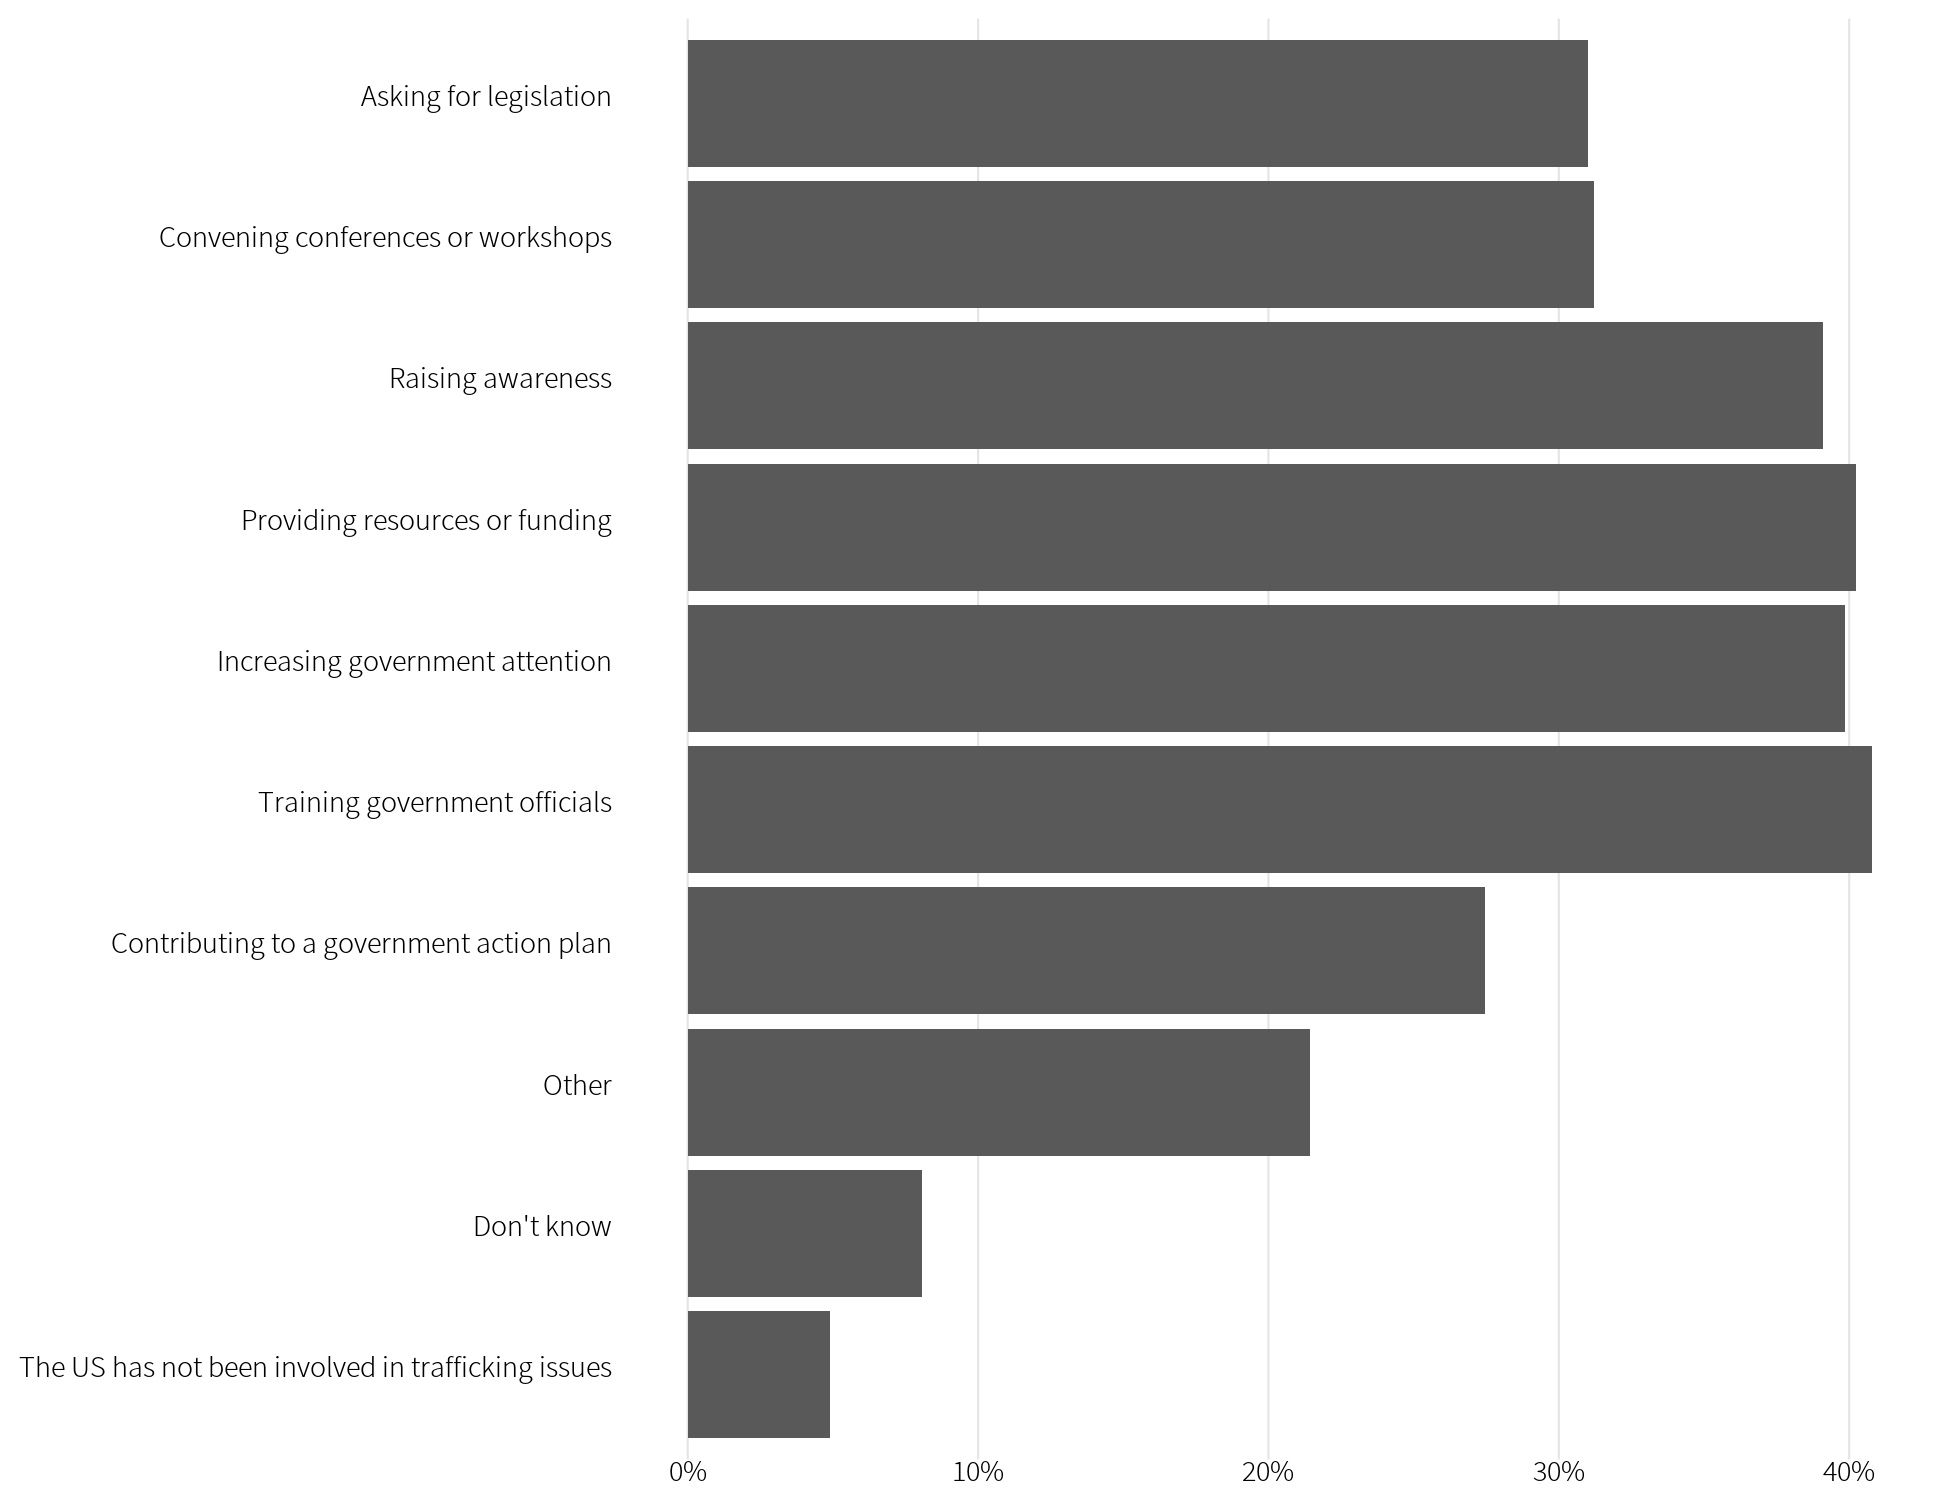 Asking for legislation
Convening conferences or workshops
Raising awareness
Providing resources or funding
Increasing government attention
Training government officials
Contributing to a government action plan
Other
Don't know
The US has not been involved in trafficking issues
0% 10% 20% 30% 40%